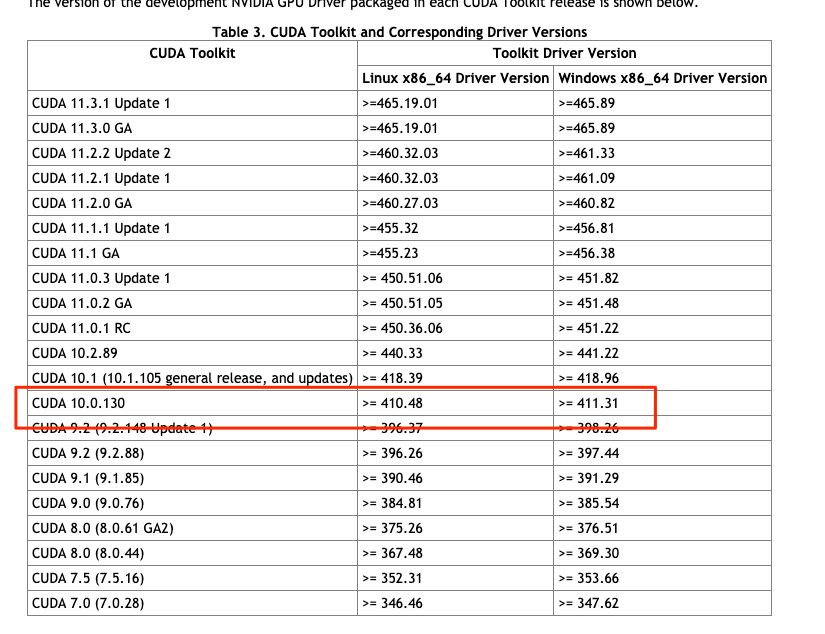 The version of the development NVIDIA GPU Driver packaged in each CUDA Toolkit release is shown below.
Table 3. CUDA Toolkit and Corresponding Driver Versions
CUDA Toolkit Toolkit Driver Version
Linux x86_64 Driver Version Windows x86_64 Driver Version
CUDA 11.3.1 Update 1 >=465.19.01 >=465.89
CUDA 11.3.0 GA >=465.19.01 >=465.89
CUDA 11.2.2 Update 2 >=460.32.03 >=461.33
CUDA 11.2.1 Update 1 >=460.32.03 >=461.09
CUDA 11.2.0 GA >=460.27.03 >=460.82
CUDA 11.1.1 Update 1 >=455.32 >=456.81
CUDA 11.1 GA >=455.23 >=456.38
CUDA 11.0.3 Update 1 >= 450.51.06 >= 451.82
CUDA 11.0.2 GA >= 450.51.05 >= 451.48
CUDA 11.0.1 RC >= 450.36.06 >= 451.22
CUDA 10.2.89 >= 440.33 >= 441.22
CUDA 10.1 (10.1.105 general release, and updates) >= 418.39 >= 418.96
CUDA 10.0.130 >= 410.48 >= 411.31
CUDA 9.2 (9.2.148 Update 1) >= 396.37 >= 398.26
CUDA 9.2 (9.2.88) >= 396.26 >= 397.44
CUDA 9.1 (9.1.85) >= 390.46 >= 391.29
CUDA 9.0 (9.0.76) >= 384.81 >= 385.54
CUDA 8.0 (8.0.61 GA2) >= 375.26 >= 376.51
CUDA 8.0 (8.0.44) >= 367.48 >= 369.30
CUDA 7.5 (7.5.16) >= 352.31 >= 353.66
CUDA 7.0 (7.0.28) >= 346.46 >= 347.62